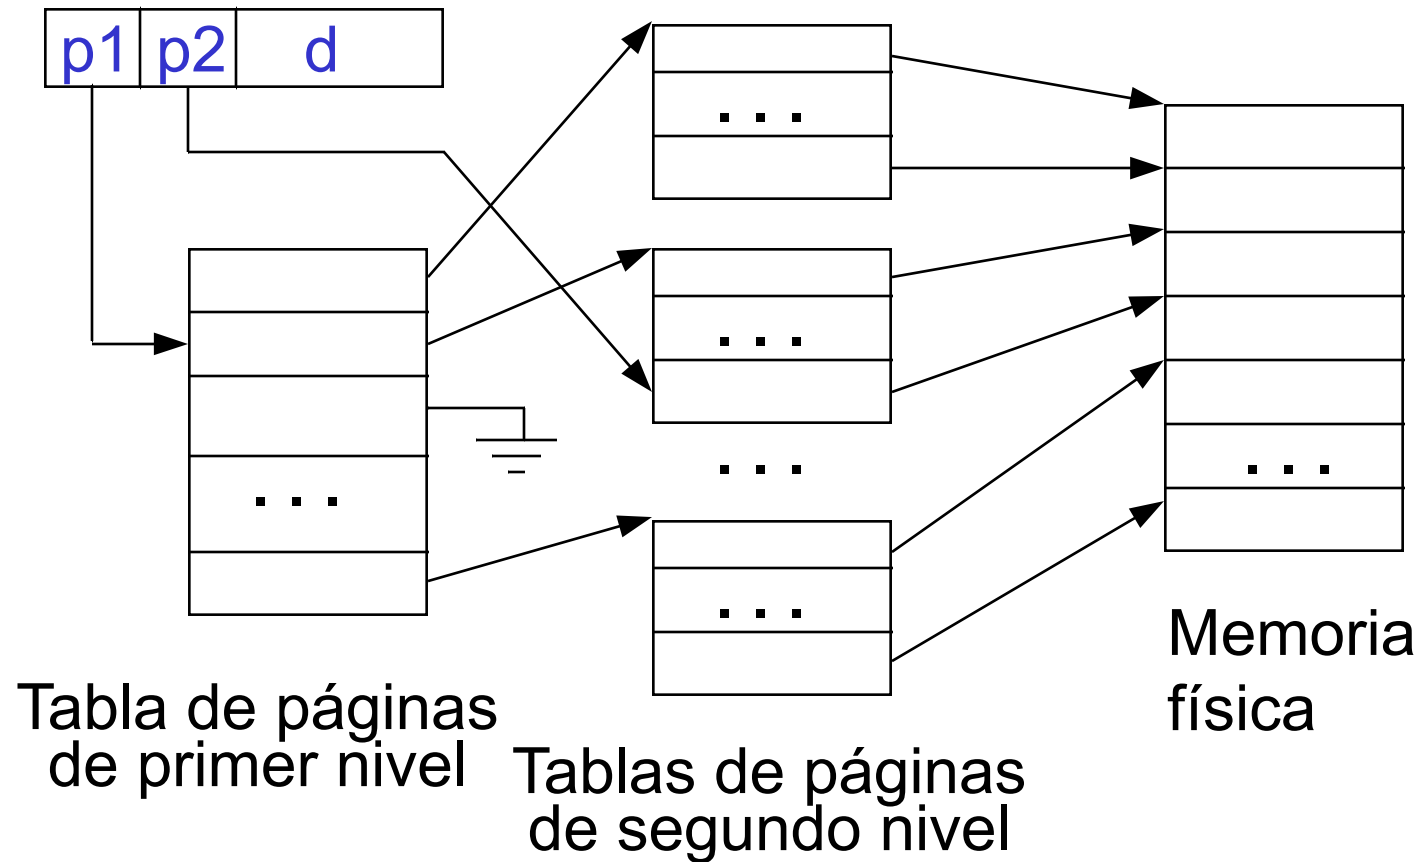 p1 p2 d
. . .
. . .
. . .
. . .
. . .
. . .
Memoria
física
Tabla de páginas
de primer nivel
Tablas de páginas
de segundo nivel